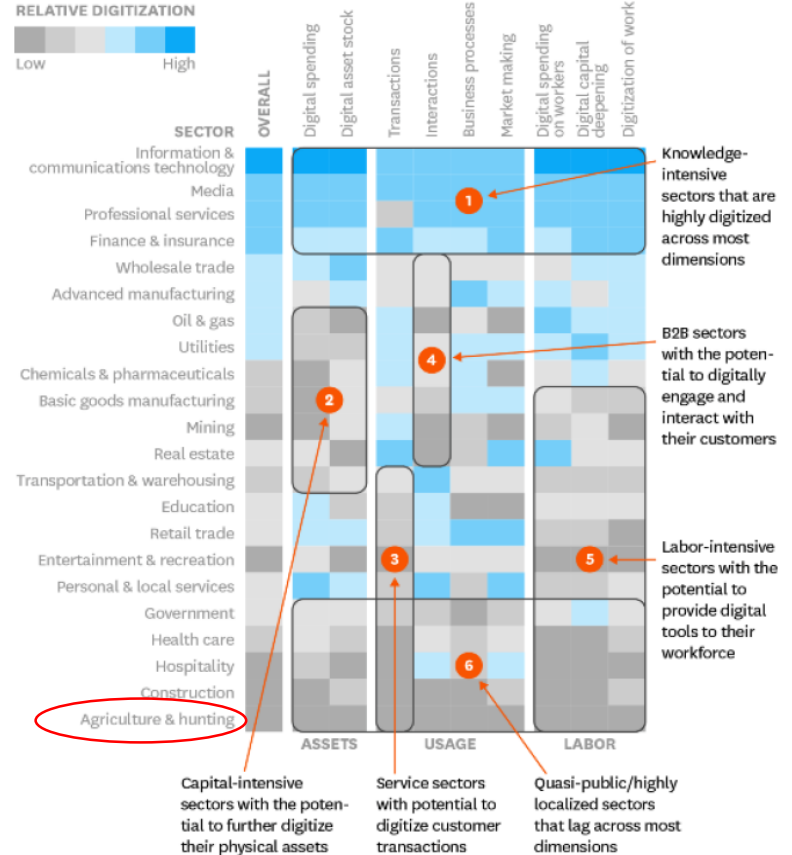 RELATIVE DIGITIZATION
Low
High
SECTOR
OVERALL
Digital spending
Digital asset stock
Transactions
Interactions
Business processes
Market making
Digital spending
on workers
Digital capital
deepening
Digitization of work
Information &
communications technology
Media
Professional services
Finance & insurance
Wholesale trade
Advanced manufacturing
Oil & gas
Utilities
Chemicals & pharmaceuticals
Basic goods manufacturing
Mining
Real estate
Transportation & warehousing
Education
Retail trade
Entertainment & recreation
Personal & local services
Government
Health care
Hospitality
Construction
Agriculture & hunting
1
2
3
4
5
6
Knowledge-
intensive
sectors that are
highly digitized
across most
dimensions
B2B sectors
with the poten-
tial to digitally
engage and
interact with
their customers
Labor-intensive
sectors with the
potential to
provide digital
tools to their
workforce
ASSETS
USAGE
LABOR
Capital-intensive
sectors with the poten-
tial to further digitize
their physical assets
Service sectors
with potential to
digitize customer
transactions
Quasi-public/highly
localized sectors
that lag across most
dimensions